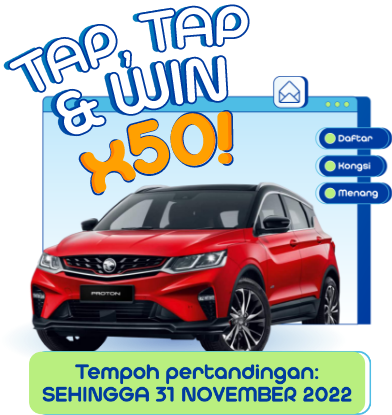 TAP, TAP
& WIN
X50!
Daftar
Kongsi
Menang
PROTON
Tempoh pertandingan:
SEHINGGA 31 NOVEMBER 2022